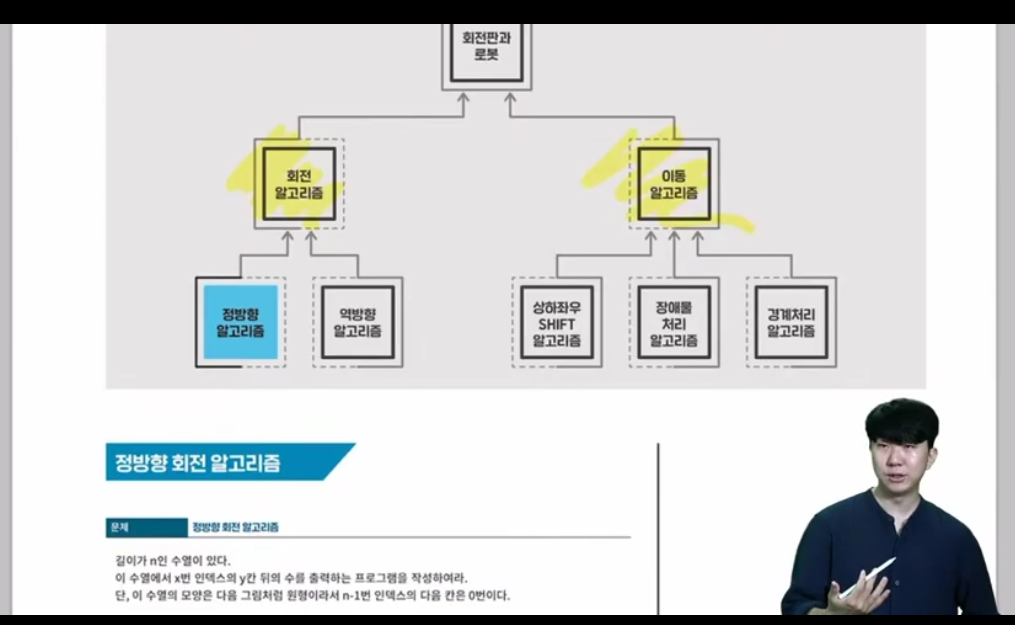 회전판과
로봇
회전
알고리즘
이동
알고리즘
정방향
알고리즘
역방향
알고리즘
상하좌우
SHIFT
알고리즘
장애물
처리
알고리즘
경계처리
알고리즘
정방향 회전 알고리즘
문제 정방향 회전 알고리즘
길이가 n인 수열이 있다.
이 수열에서 x번 인덱스의 y칸 뒤의 수를 출력하는 프로그램을 작성하여라.
단, 이 수열의 모양은 다음 그림처럼 원형이라서 n-1번 인덱스의 다음 칸은 0번이다.